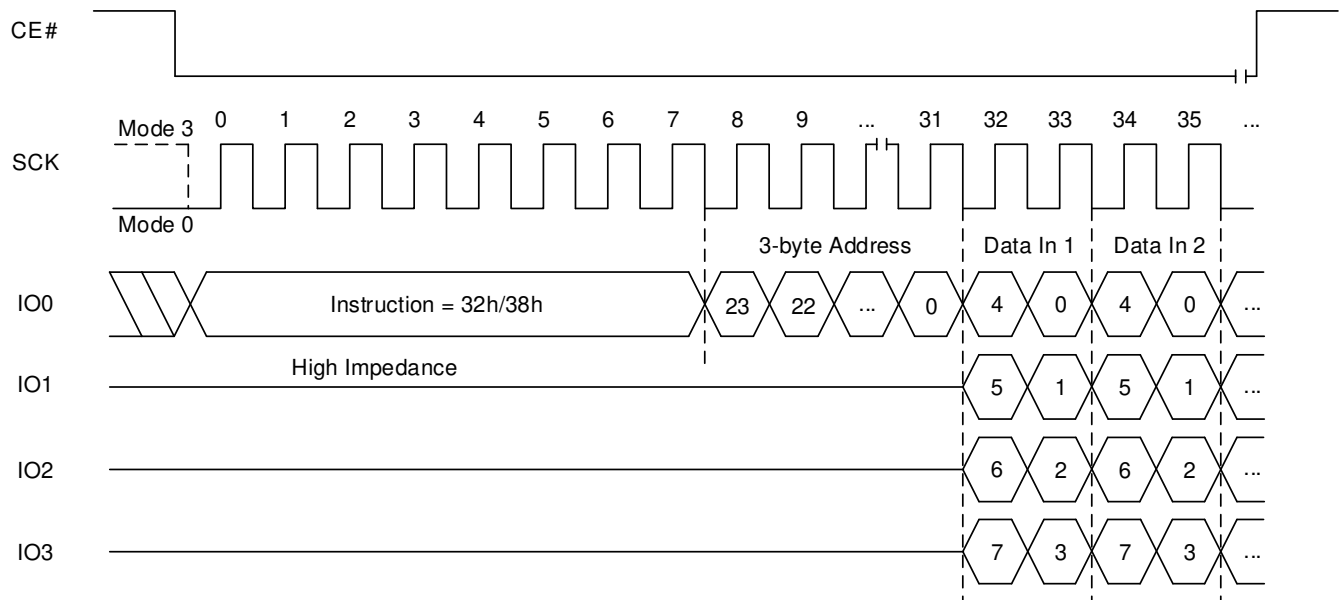 CE#
Mode 3 0 1 2 3 4 5 6 7 8 9 ... 31 32 33 34 35 ...
SCK
Mode 0
3-byte Address Data In 1 Data In 2
IO0 Instruction = 32h/38h 23 22 ... 0 4 0 4 0 ...
High Impedance
IO1 5 1 5 1 ...
IO2 6 2 6 2 ...
IO3 7 3 7 3 ...